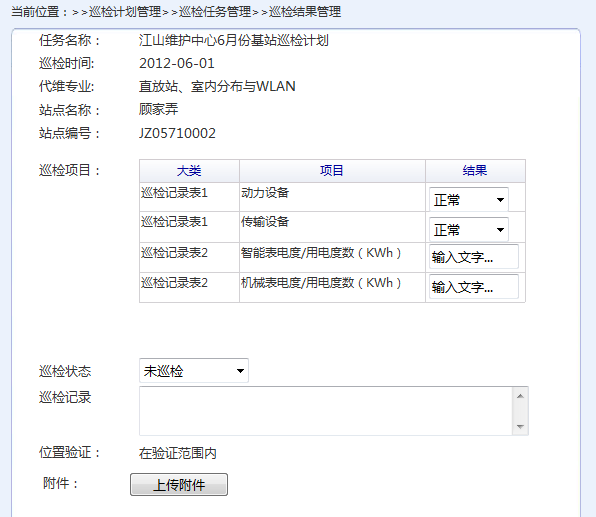 当前位置：>>巡检计划管理>>巡检任务管理>>巡检结果管理
任务名称： 江山维护中心6月份基站巡检计划
巡检时间: 2012-06-01
代维专业: 直放站、室内分布与WLAN
站点名称： 顾家弄
站点编号： JZ05710002
巡检项目： 大类 项目 结果
巡检记录表1 动力设备 正常
巡检记录表1 传输设备 正常
巡检记录表2 智能表电度/用电度数（KWh） 输入文字...
巡检记录表2 机械表电度/用电度数（KWh） 输入文字...
巡检状态 未巡检
巡检记录
位置验证： 在验证范围内
附件： 上传附件